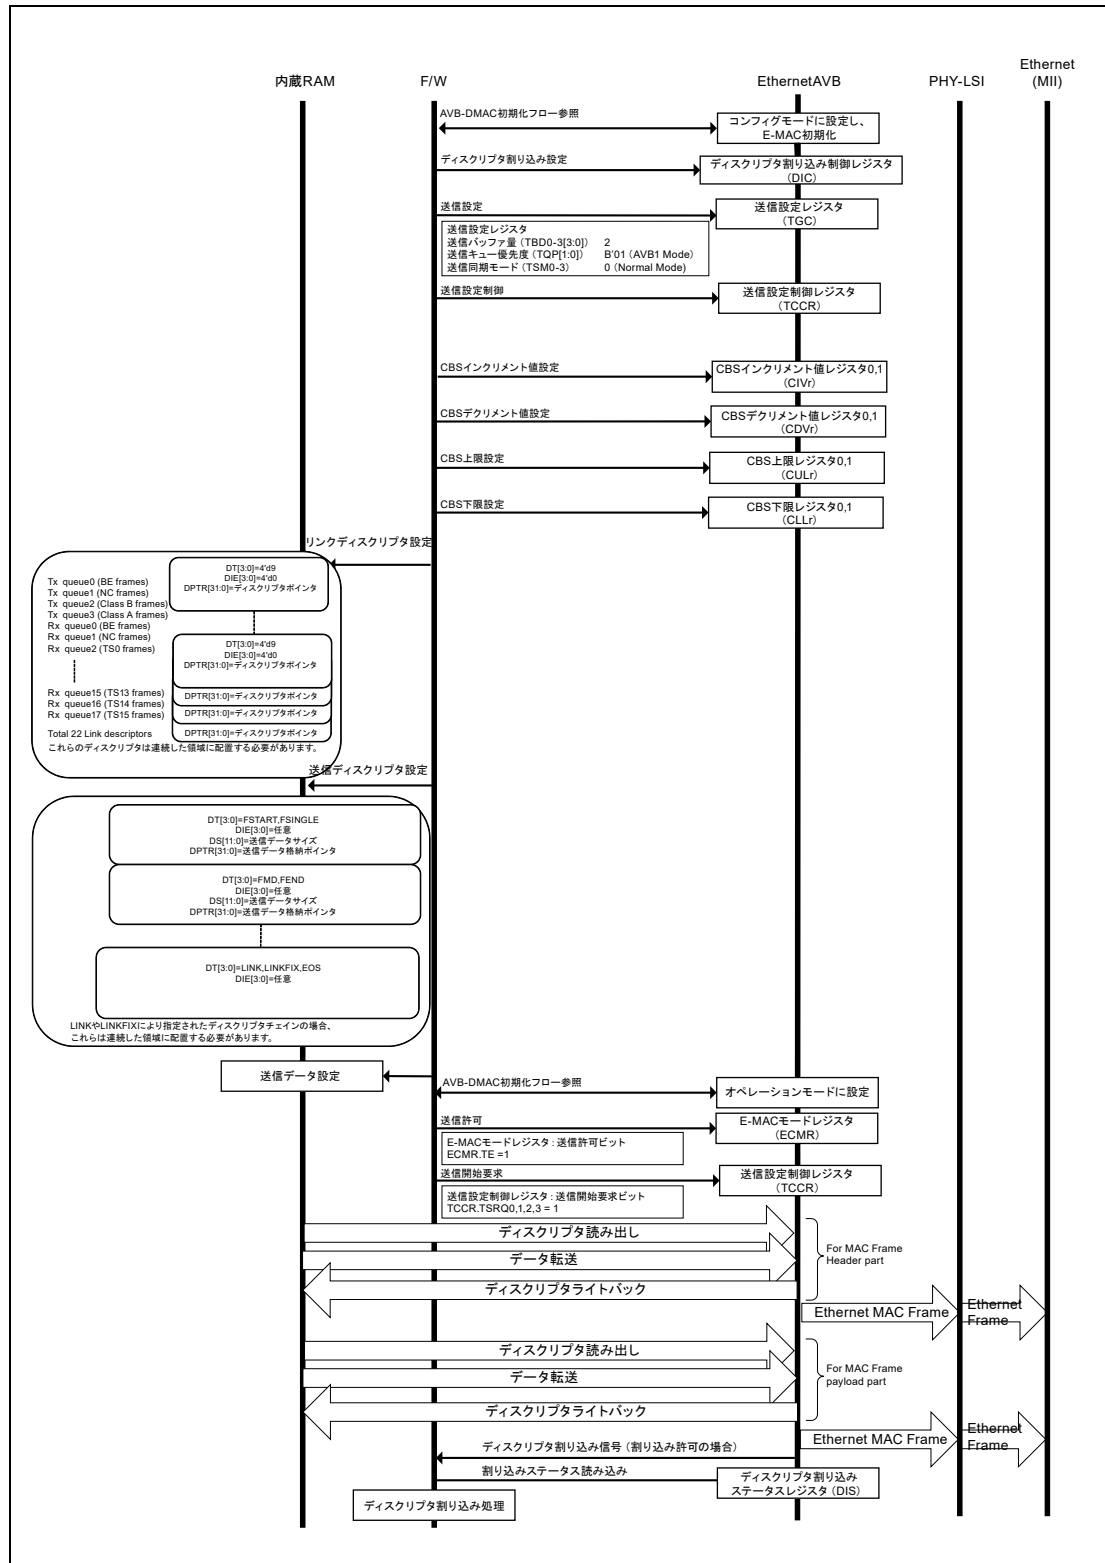 内蔵RAM
F/W
EthernetAVB
PHY-LSI
Ethernet
(MII)
AVB-DMAC初期化フロー参照
コンフィグモードに設定し、
E-MAC初期化
ディスクリプタ割り込み設定
ディスクリプタ割り込み制御レジスタ
(DIC)
送信設定
送信設定レジスタ
(TGC)
送信設定レジスタ
送信バッファ量 (TBD0-3[3:0]) 2
送信キュー優先度 (TQP[1:0]) B'01 (AVB1 Mode)
送信同期モード (TSM0-3) 0 (Normal Mode)
送信設定制御
送信設定制御レジスタ
(TCCR)
CBSインクリメント値設定
CBSインクリメント値レジスタ0,1
(CIVr)
CBSデクリメント値設定
CBSデクリメント値レジスタ0,1
(CDVr)
CBS上限設定
CBS上限レジスタ0,1
(CULr)
CBS下限設定
CBS下限レジスタ0,1
(CLLr)
リンクディスクリプタ設定
DT[3:0]=4'd9
DIE[3:0]=4'd0
DPTR[31:0]=ディスクリプタポインタ
Tx queue0 (BE frames)
Tx queue1 (NC frames)
Tx queue2 (Class B frames)
Tx queue3 (Class A frames)
Rx queue0 (BE frames)
Rx queue1 (NC frames)
Rx queue2 (TS0 frames)
DT[3:0]=4'd9
DIE[3:0]=4'd0
DPTR[31:0]=ディスクリプタポインタ
Rx queue15 (TS13 frames)
Rx queue16 (TS14 frames)
Rx queue17 (TS15 frames)
DPTR[31:0]=ディスクリプタポインタ
DPTR[31:0]=ディスクリプタポインタ
DPTR[31:0]=ディスクリプタポインタ
Total 22 Link descriptors
これらのディスクリプタは連続した領域に配置する必要があります。
送信ディスクリプタ設定
DT[3:0]=FSTART,FSINGLE
DIE[3:0]=任意
DS[11:0]=送信データサイズ
DPTR[31:0]=送信データ格納ポインタ
DT[3:0]=FMD,FEND
DIE[3:0]=任意
DS[11:0]=送信データサイズ
DPTR[31:0]=送信データ格納ポインタ
DT[3:0]=LINK,LINKFIX,EOS
DIE[3:0]=任意
LINKやLINKFIXにより指定されたディスクリプタチェインの場合、
これらは連続した領域に配置する必要があります。
送信データ設定
AVB-DMAC初期化フロー参照
オペレーションモードに設定
送信許可
E-MACモードレジスタ
(ECMR)
E-MACモードレジスタ : 送信許可ビット
ECMR.TE =1
送信開始要求
送信設定制御レジスタ
(TCCR)
送信設定制御レジスタ : 送信開始要求ビット
TCCR.TSRQ0,1,2,3 = 1
ディスクリプタ読み出し
データ転送
ディスクリプタライトバック
For MAC Frame
Header part
Ethernet MAC Frame
Ethernet
Frame
ディスクリプタ読み出し
データ転送
ディスクリプタライトバック
For MAC Frame
payload part
Ethernet MAC Frame
Ethernet
Frame
ディスクリプタ割り込み信号 (割り込み許可の場合)
割り込みステータス読み込み
ディスクリプタ割り込み
ステータスレジスタ (DIS)
ディスクリプタ割り込み処理